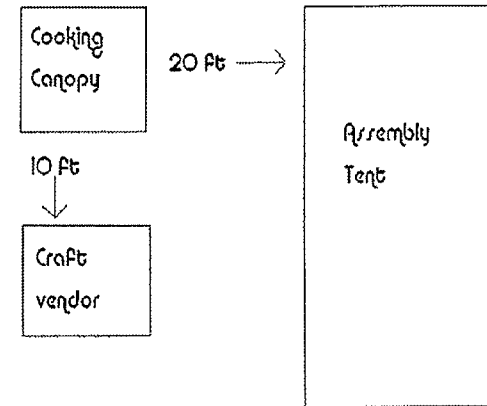 Cooking
Canopy
20 ft
Assembly
Tent
10 ft
Craft
vendor